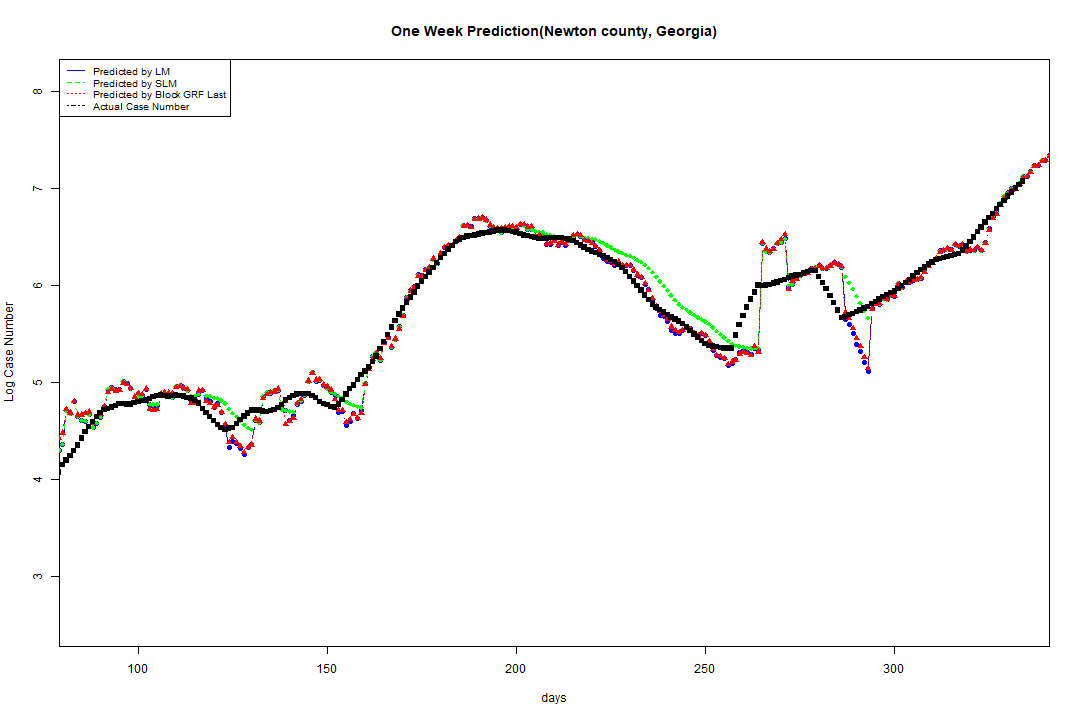 One Week Prediction(Newton county, Georgia)
Predicted by LM
Predicted by SLM
Predicted by Block GRF Last
Actual Case Number
8
7
6
5
4
3
Log Case Number
100 150 200 250 300
days